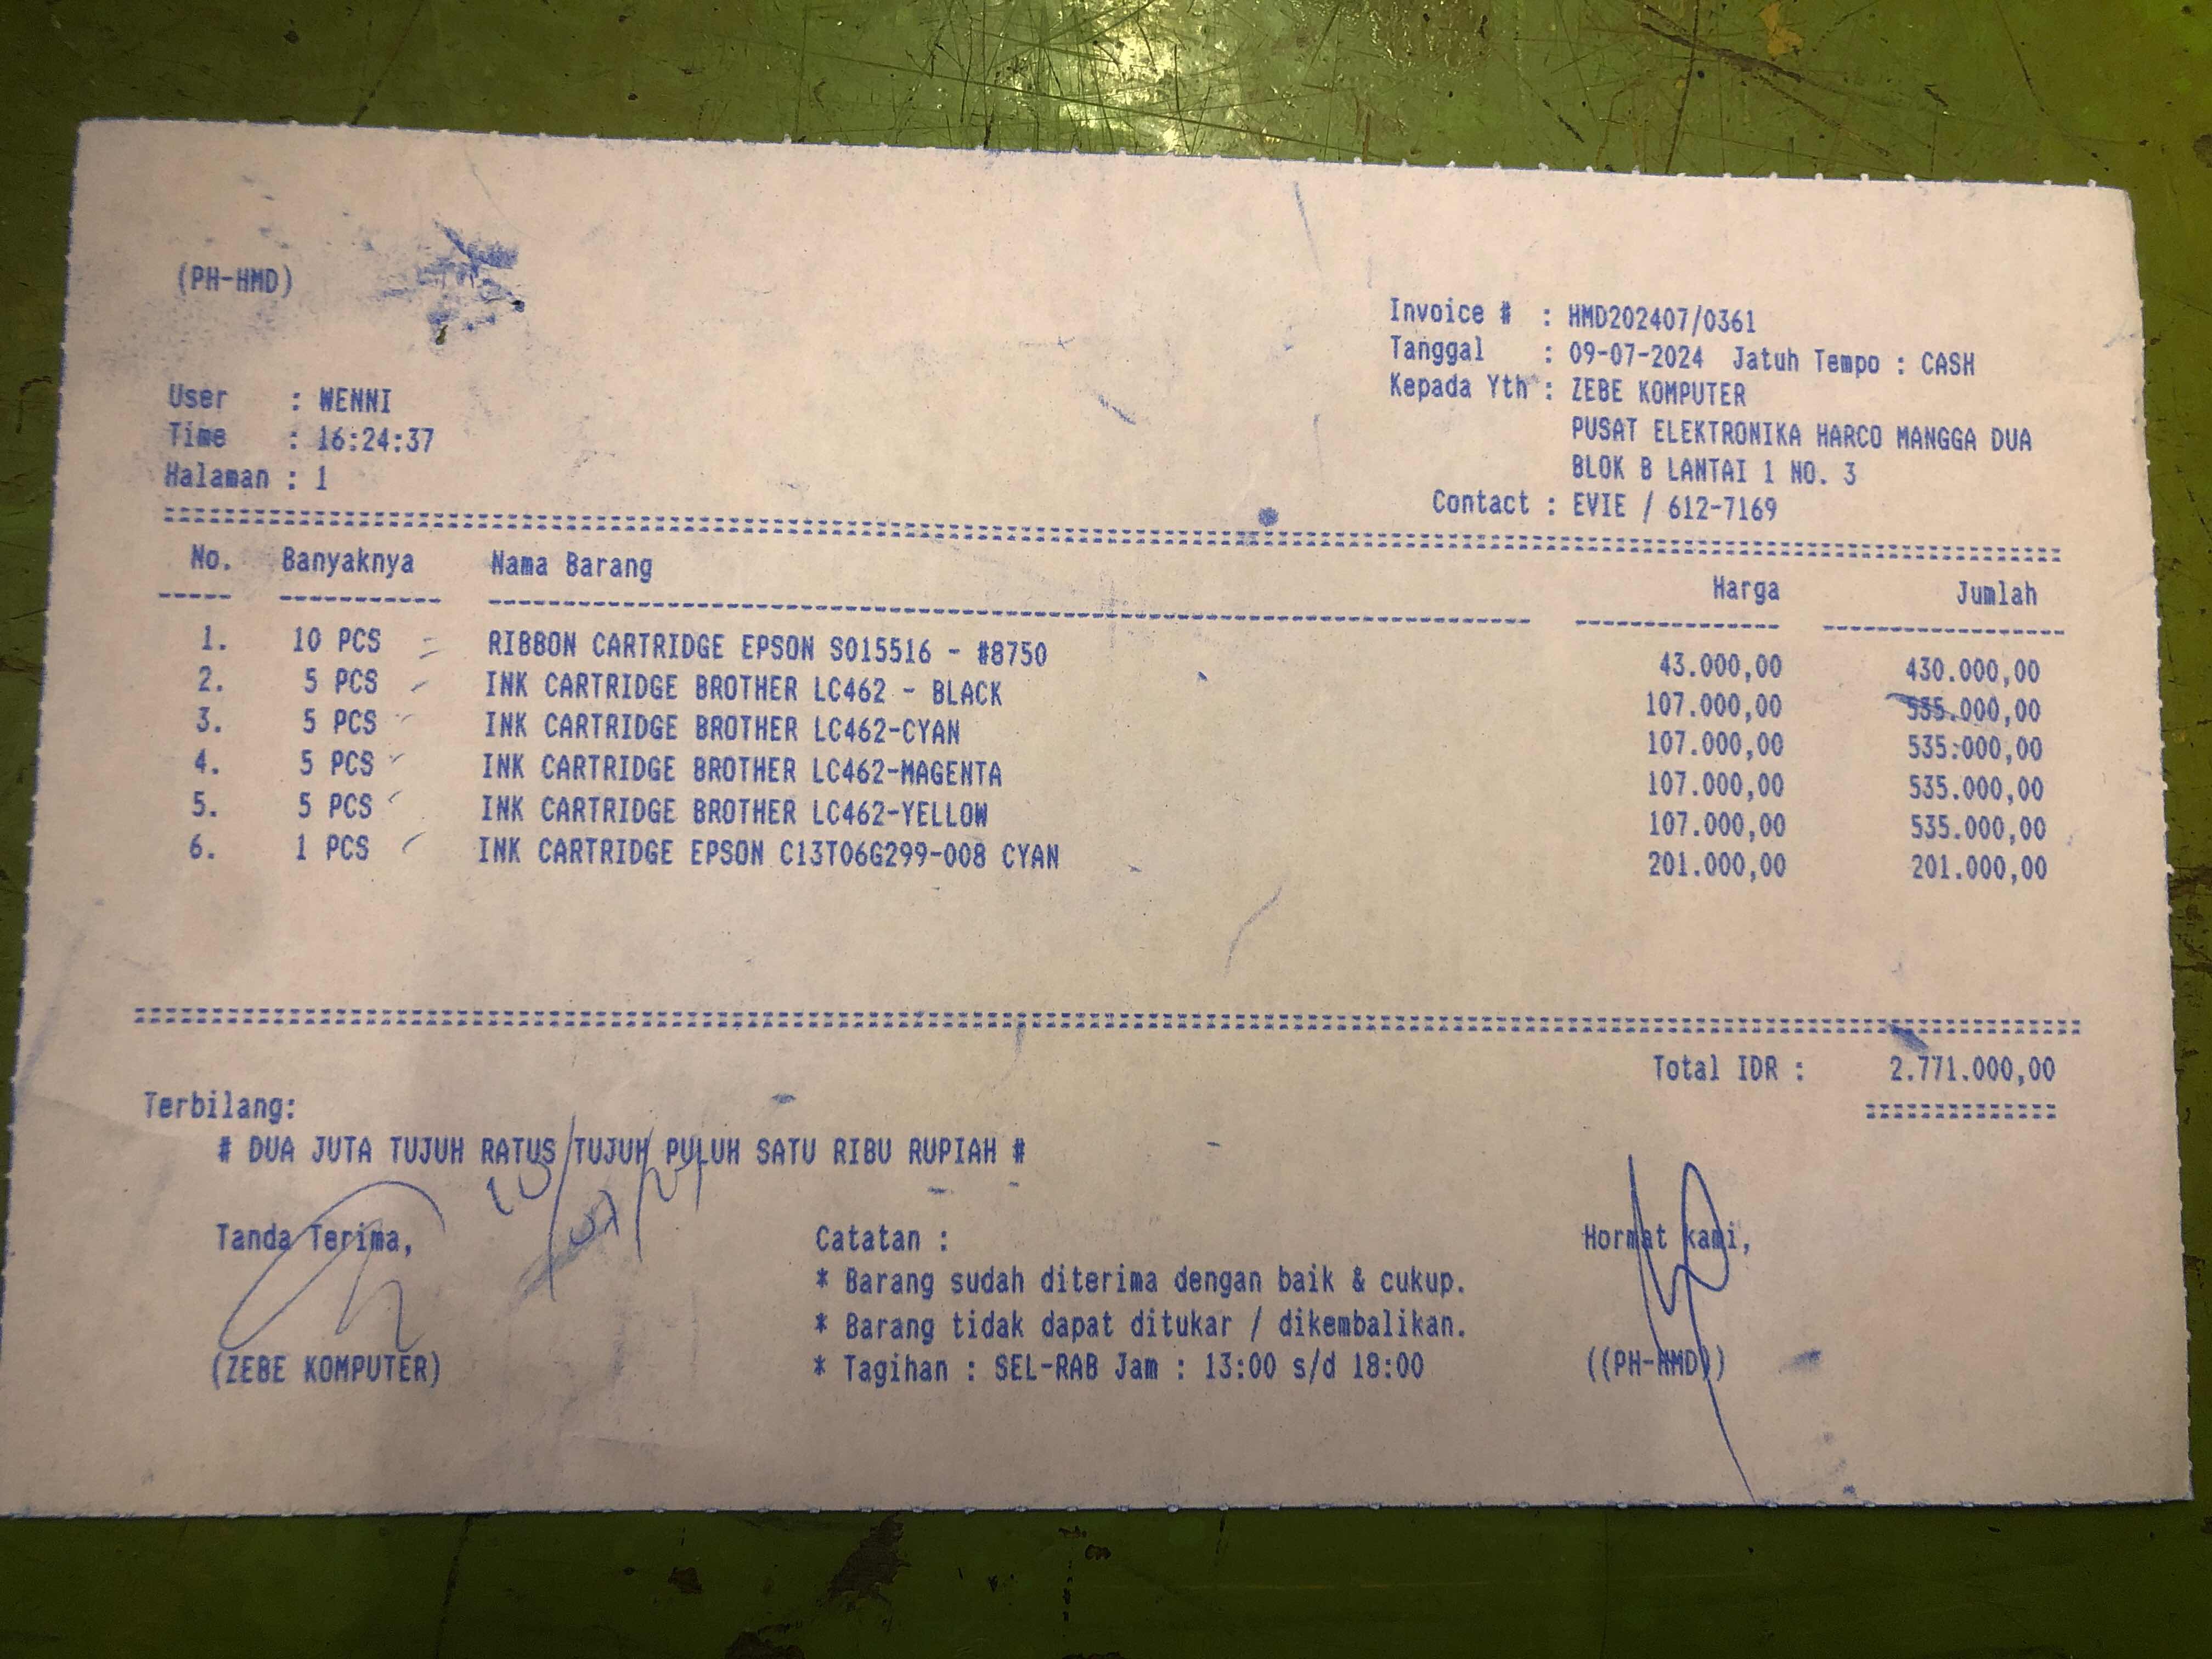 (PH-HMD)
Invoice # : HMD202407/0361
Tanggal : 09-07-2024 Jatuh Tempo : CASH
Kepada Yth : ZEBE KOMPUTER
PUSAT ELEKTRONIKA HARCO MANGGA DUA
BLOK B LANTAI 1 NO. 3
Contact : EVIE / 612-7169
User : WENNI
Time : 16:24:37
Halaman : 1
No. Banyaknya Nama Barang Harga Jumlah
1. 10 PCS RIBBON CARTRIDGE EPSON S015516 - #8750 43.000,00 430.000,00
2. 5 PCS INK CARTRIDGE BROTHER LC462 - BLACK 107.000,00 535.000,00
3. 5 PCS INK CARTRIDGE BROTHER LC462-CYAN 107.000,00 535.000,00
4. 5 PCS INK CARTRIDGE BROTHER LC462-MAGENTA 107.000,00 535.000,00
5. 5 PCS INK CARTRIDGE BROTHER LC462-YELLOW 107.000,00 535.000,00
6. 1 PCS INK CARTRIDGE EPSON C13T06G299-008 CYAN 201.000,00 201.000,00
Total IDR : 2.771.000,00
Terbilang:
# DUA JUTA TUJUH RATUS TUJUH PULUH SATU RIBU RUPIAH #
Tanda Terima,
(ZEBE KOMPUTER)
Catatan :
* Barang sudah diterima dengan baik & cukup.
* Barang tidak dapat ditukar / dikembalikan.
* Tagihan : SEL-RAB Jam : 13:00 s/d 18:00
Hormat kami,
((PH-HMD))